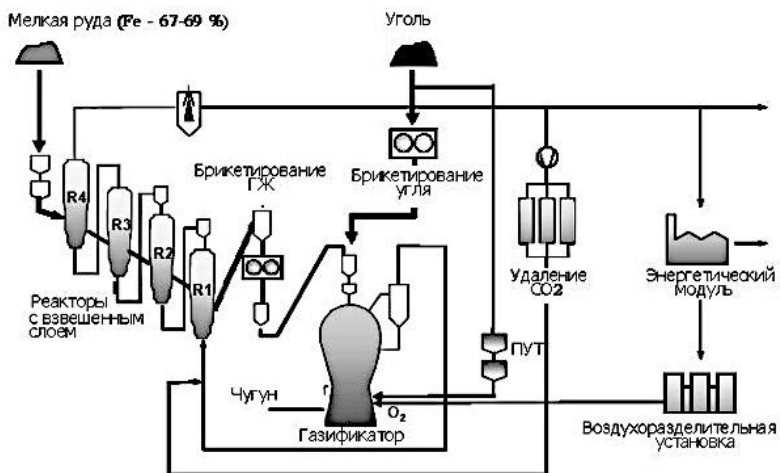 Мелкая руда (Fe - 67-69 %)
Уголь
R4
R3
R2
R1
Брикетирование
ГЖ
Брикетирование
угля
Реакторы
с взвешенным
слоем
Удаление
CO2
Энергетический
модуль
ПУТ
Чугун
г
O2
Газификатор
Воздухоразделительная
установка